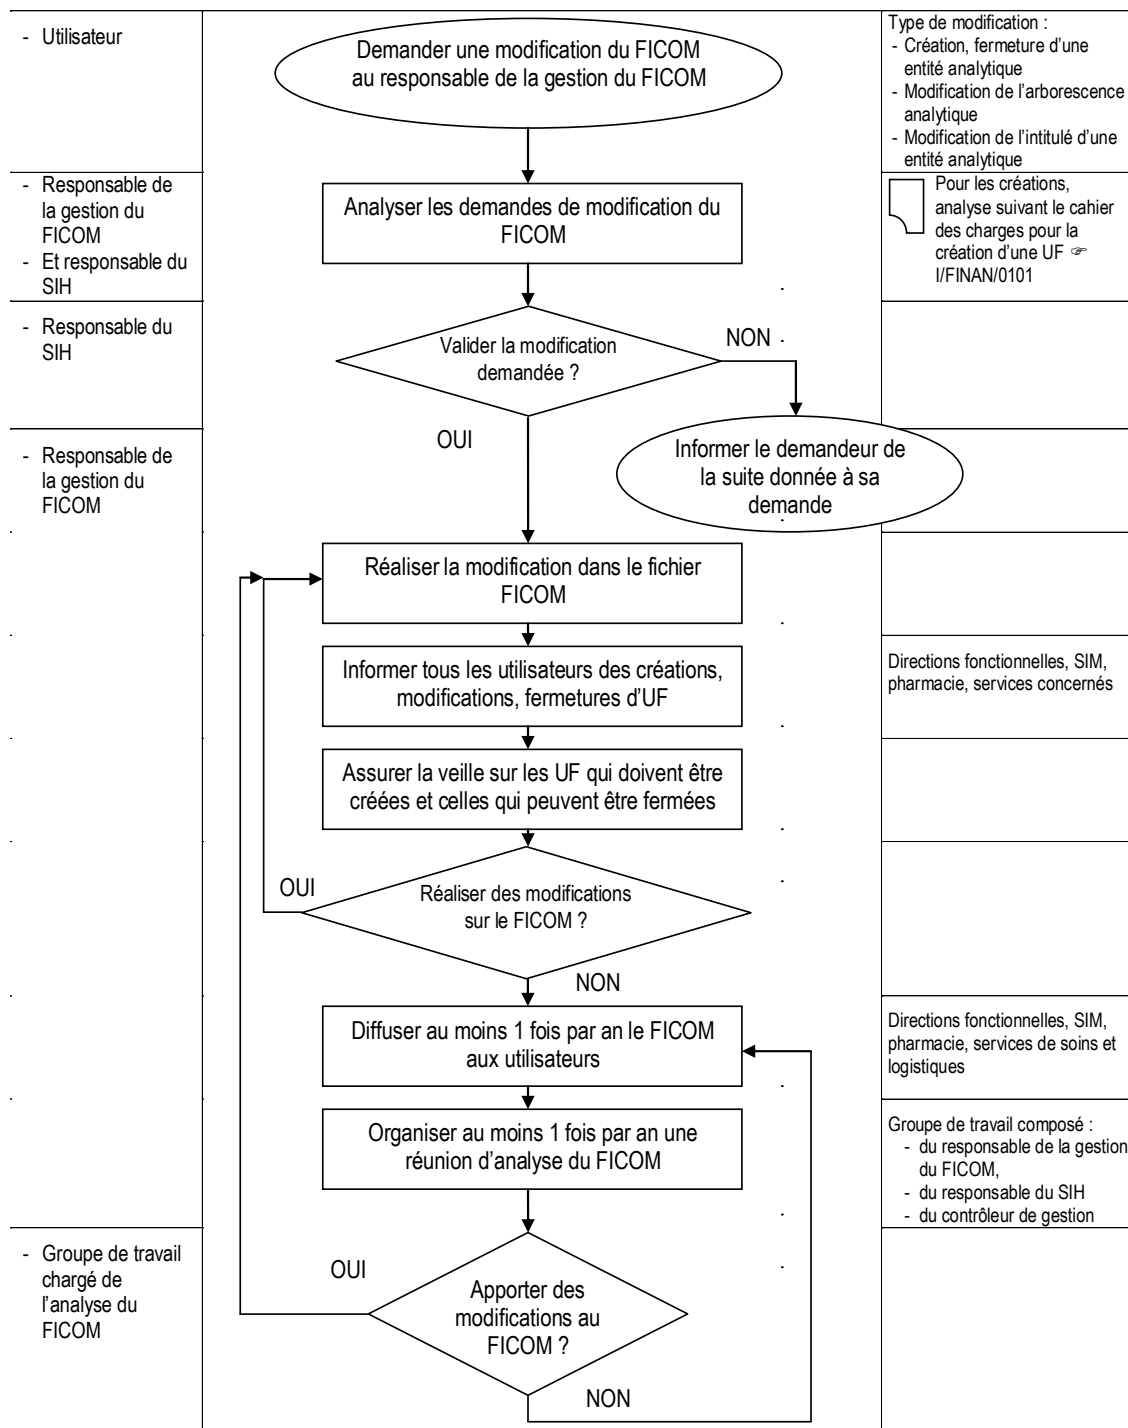 - Utilisateur
Demander une modification du FICOM
au responsable de la gestion du FICOM
Type de modification :
- Création, fermeture d'une
entité analytique
- Modification de l'arborescence
analytique
- Modification de l'intitulé d'une
entité analytique
- Responsable de
la gestion du
FICOM
- Et responsable du
SIH
Analyser les demandes de modification du
FICOM
Pour les créations,
analyse suivant le cahier
des charges pour la
création d'une UF ☞
I/FINAN/0101
- Responsable du
SIH
Valider la modification
demandée ?
NON
OUI
- Responsable de
la gestion du
FICOM
Informer le demandeur de
la suite donnée à sa
demande
Réaliser la modification dans le fichier
FICOM
Informer tous les utilisateurs des créations,
modifications, fermetures d'UF
Directions fonctionnelles, SIM,
pharmacie, services concernés
Assurer la veille sur les UF qui doivent être
créées et celles qui peuvent être fermées
OUI
Réaliser des modifications
sur le FICOM ?
NON
Diffuser au moins 1 fois par an le FICOM
aux utilisateurs
Directions fonctionnelles, SIM,
pharmacie, services de soins et
logistiques
Organiser au moins 1 fois par an une
réunion d'analyse du FICOM
Groupe de travail composé :
- du responsable de la gestion
du FICOM,
- du responsable du SIH
- du contrôleur de gestion
- Groupe de travail
chargé de
l'analyse du
FICOM
OUI
Apporter des
modifications au
FICOM ?
NON